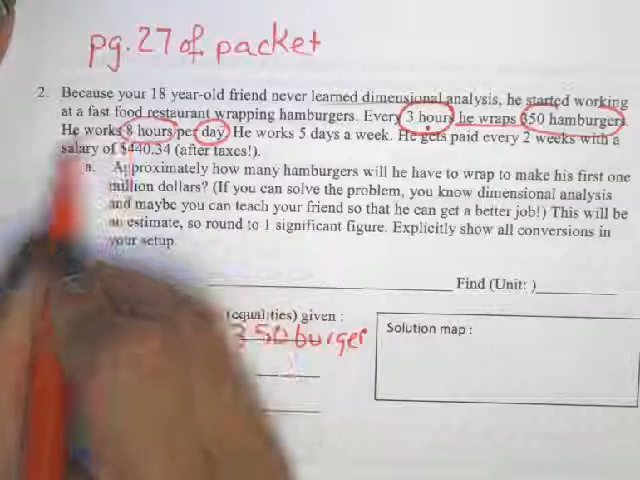 pg. 27 of packet
2. Because your 18 year-old friend never learned dimensional analysis, he started working
at a fast food restaurant wrapping hamburgers. Every 3 hours he wraps 350 hamburgers.
He works 8 hours per day. He works 5 days a week. He gets paid every 2 weeks with a
salary of $440.34 (after taxes!).
a. Approximately how many hamburgers will he have to wrap to make his first one
million dollars? (If you can solve the problem, you know dimensional analysis
and maybe you can teach your friend so that he can get a better job!) This will be
an estimate, so round to 1 significant figure. Explicitly show all conversions in
your setup.
Find (Unit: )
(equalities) given :
350 burger
Solution map :